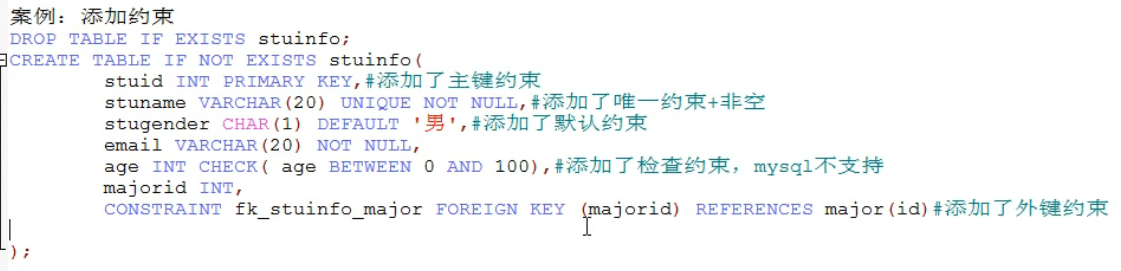 案例：添加约束
DROP TABLE IF EXISTS stuinfo;
CREATE TABLE IF NOT EXISTS stuinfo(
stuid INT PRIMARY KEY,#添加了主键约束
stuname VARCHAR(20) UNIQUE NOT NULL,#添加了唯一约束+非空
stugender CHAR(1) DEFAULT '男',#添加了默认约束
email VARCHAR(20) NOT NULL,
age INT CHECK( age BETWEEN 0 AND 100),#添加了检查约束，mysql不支持
majorid INT,
CONSTRAINT fk_stuinfo_major FOREIGN KEY (majorid) REFERENCES major(id)#添加了外键约束
);